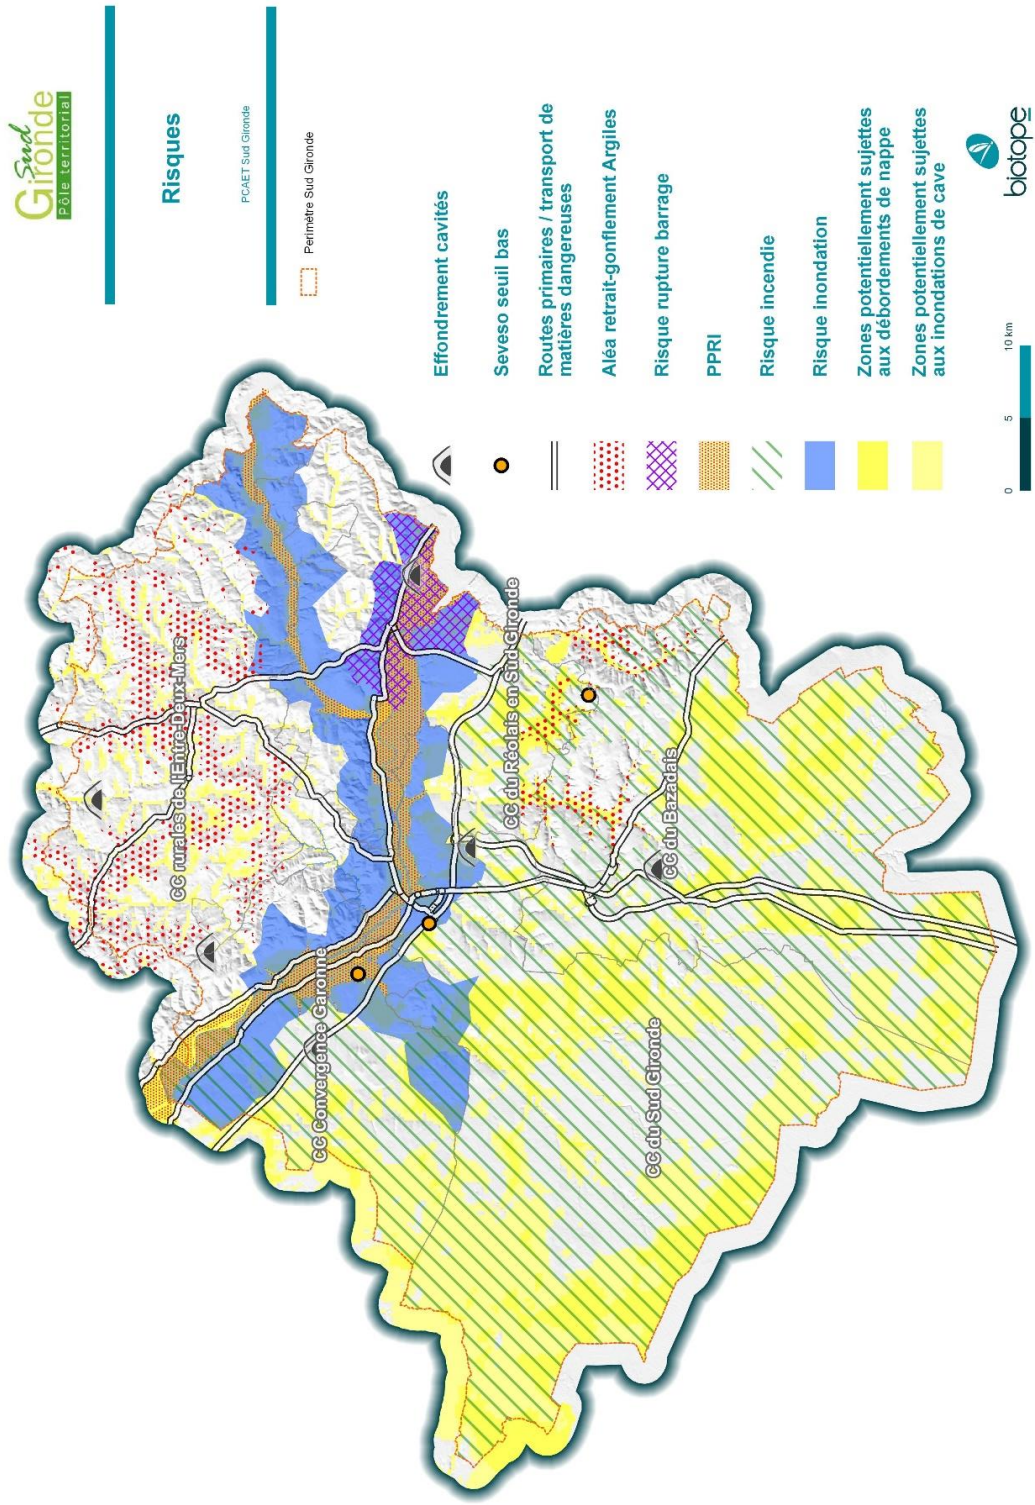 Sud
Gironde
Pôle territorial
Risques
PCAET Sud Gironde
Perimètre Sud Gironde
Effondrement cavités
Seveso seuil bas
Routes primaires / transport de
matières dangereuses
Aléa retrait-gonflement Argiles
Risque rupture barrage
PPRI
Risque incendie
Risque inondation
Zones potentiellement sujettes
aux débordements de nappe
Zones potentiellement sujettes
aux inondations de cave
0 5 10 km
biotope
CC rurales de l'Entre-Deux-Mers
CC Convergence Garonne
CC du Réolais en Sud Gironde
CC du Bazadais
CC du Sud Gironde